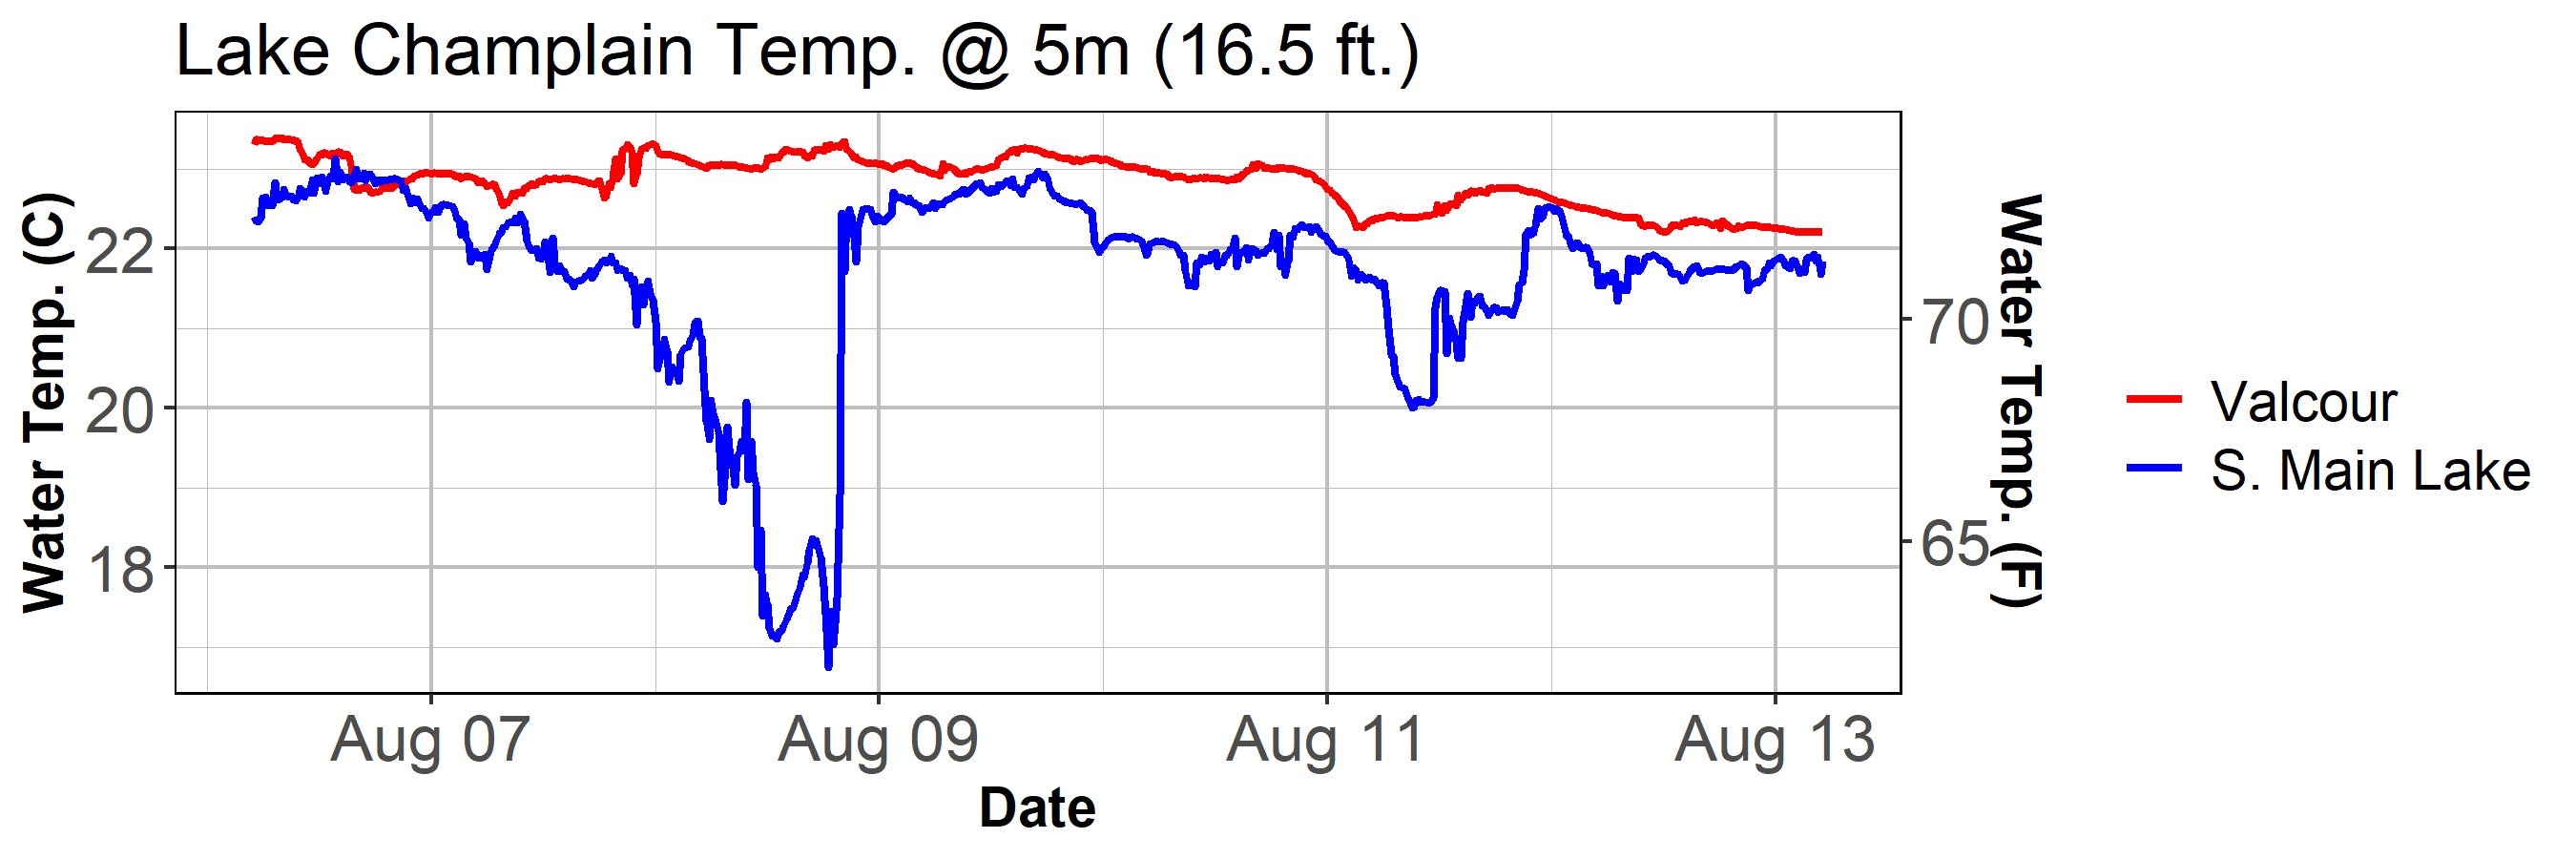 Lake Champlain Temp. @ 5m (16.5 ft.)
Water Temp. (C)
22
20
18
70
65
Water Temp. (F)
Aug 07
Aug 09
Aug 11
Aug 13
Date
Valcour
S. Main Lake